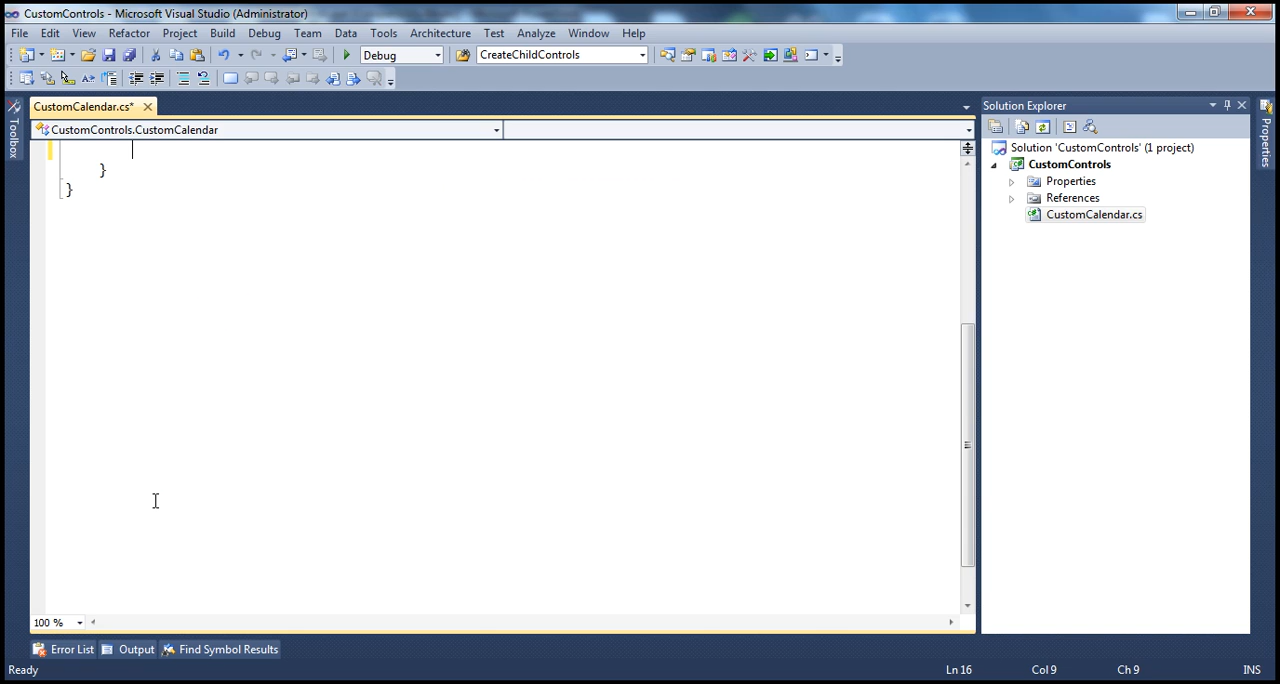 CustomControls - Microsoft Visual Studio (Administrator)
File Edit View Refactor Project Build Debug Team Data Tools Architecture Test Analyze Window Help
Debug CreateChildControls
CustomCalendar.cs*
Solution Explorer
CustomControls.CustomCalendar
Toolbox
Properties
}
}
Solution 'CustomControls' (1 project)
CustomControls
Properties
References
CustomCalendar.cs
100 %
Error List Output Find Symbol Results
Ready Ln 16 Col 9 Ch 9 INS